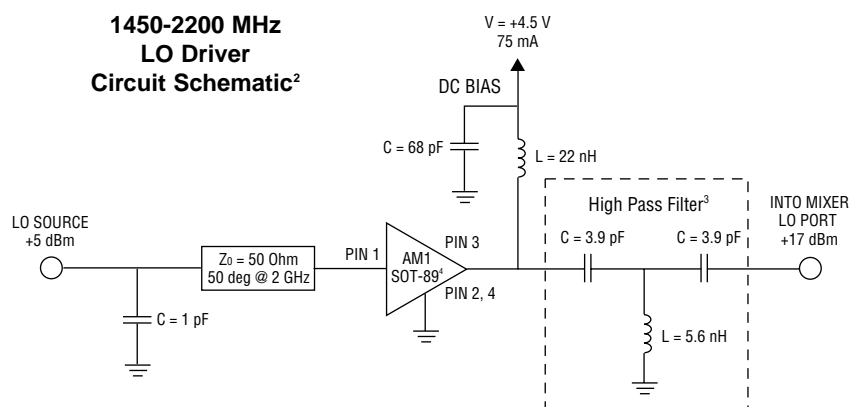 1450-2200 MHz
LO Driver
Circuit Schematic²
V = +4.5 V
75 mA
DC BIAS
C = 68 pF
L = 22 nH
High Pass Filter³
C = 3.9 pF
C = 3.9 pF
INTO MIXER
LO PORT
+17 dBm
LO SOURCE
+5 dBm
Z₀ = 50 Ohm
50 deg @ 2 GHz
PIN 1
AM1
SOT-89⁴
PIN 3
PIN 2, 4
C = 1 pF
L = 5.6 nH